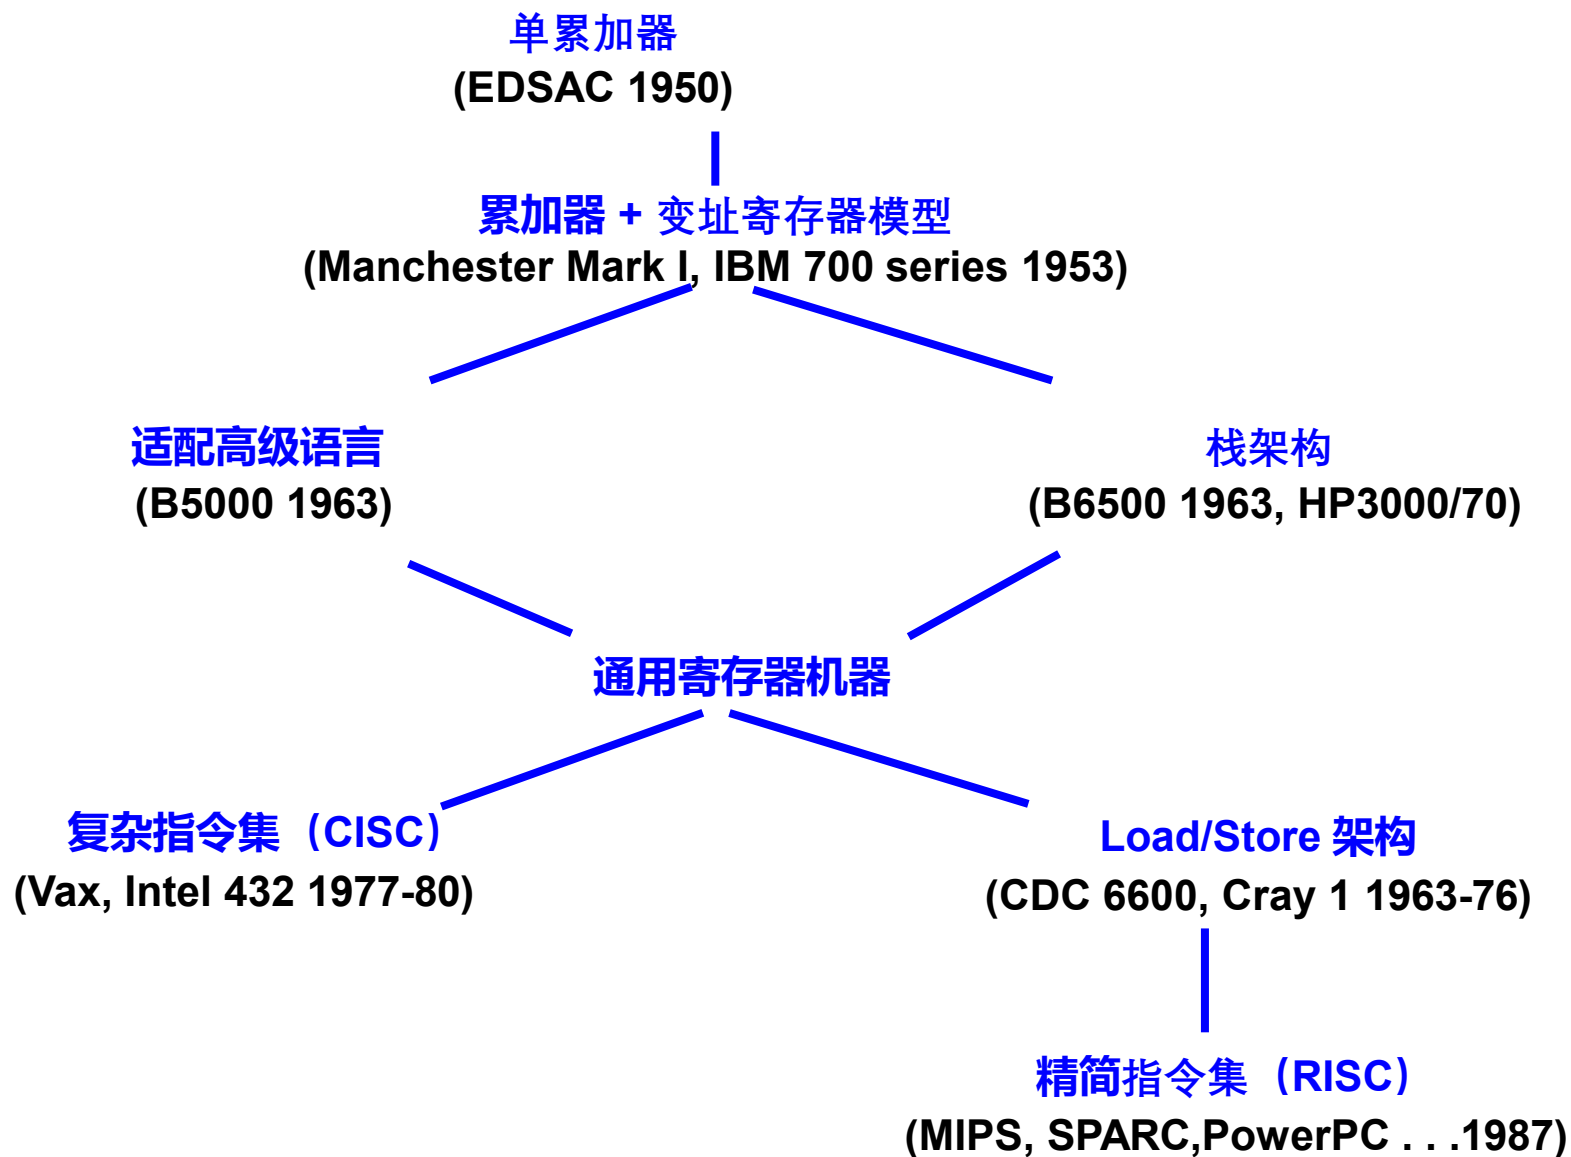 单累加器
(EDSAC 1950)
累加器 + 变址寄存器模型
(Manchester Mark I, IBM 700 series 1953)
适配高级语言
(B5000 1963)
栈架构
(B6500 1963, HP3000/70)
通用寄存器机器
复杂指令集（CISC）
(Vax, Intel 432 1977-80)
Load/Store 架构
(CDC 6600, Cray 1 1963-76)
精简指令集（RISC）
(MIPS, SPARC,PowerPC . . .1987)